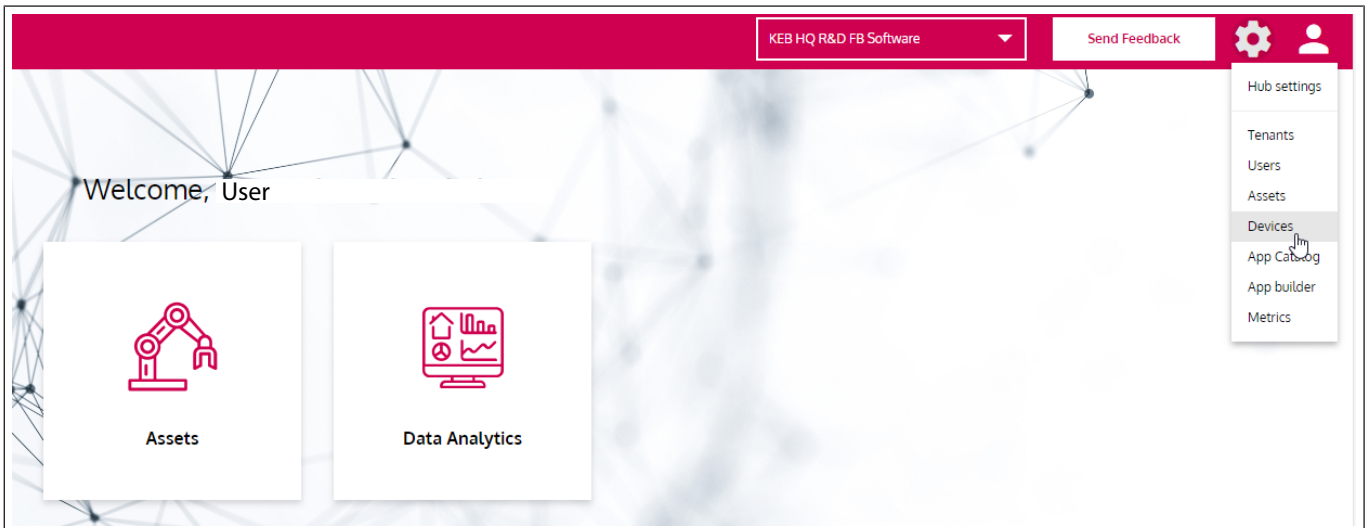 KEB HQ R&D FB Software
Send Feedback
Hub settings
Tenants
Users
Assets
Devices
App Catalog
App builder
Metrics
Welcome, User
Assets
Data Analytics